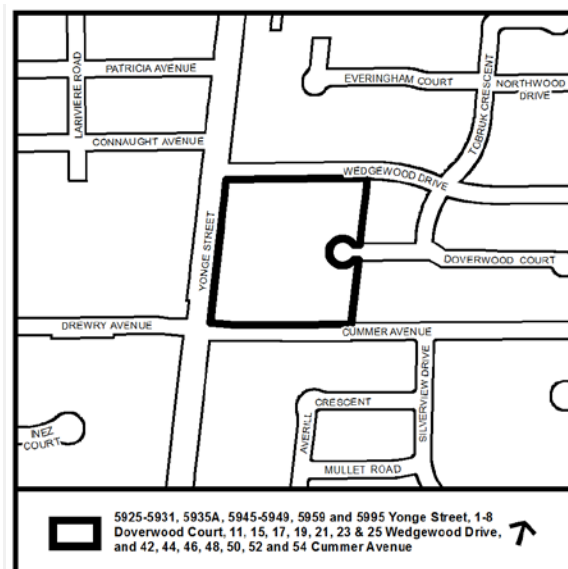 LARIVIERE ROAD
PATRICIA AVENUE
EVERINGHAM COURT
TOBRUK CRESCENT
NORTHWOOD
DRIVE
CONNAUGHT AVENUE
WEDGEWOOD DRIVE
YONGE STREET
DOVERWOOD COURT
DREWRY AVENUE
CUMMER AVENUE
SILVERVIEW DRIVE
AVERILL
CRESCENT
INEZ
COURT
MULLET ROAD
5925-5931, 5935A, 5945-5949, 5959 and 5995 Yonge Street, 1-8
Doverwood Court, 11, 15, 17, 19, 21, 23 & 25 Wedgewood Drive,
and 42, 44, 46, 48, 50, 52 and 54 Cummer Avenue